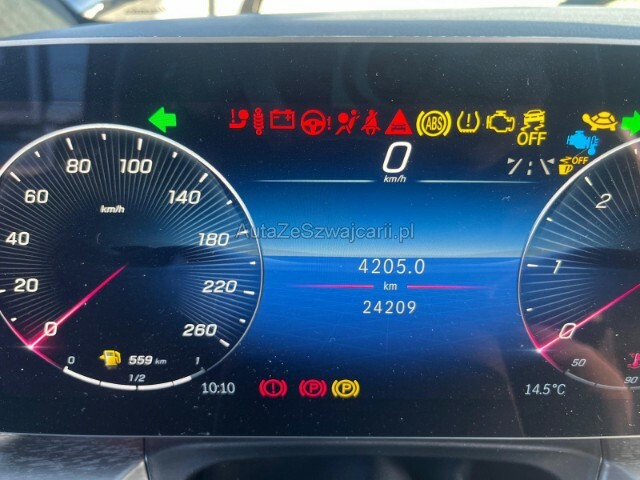 ABS
OFF
OFF
80 100
60 140
40 180
20 220
0 260
km/h
0
km/h
AutaZeSzwajcarii.pl
4205.0
km
24209
2
1
0
0 559 km 1
1/2
50
90
10:10
P P
14.5°C